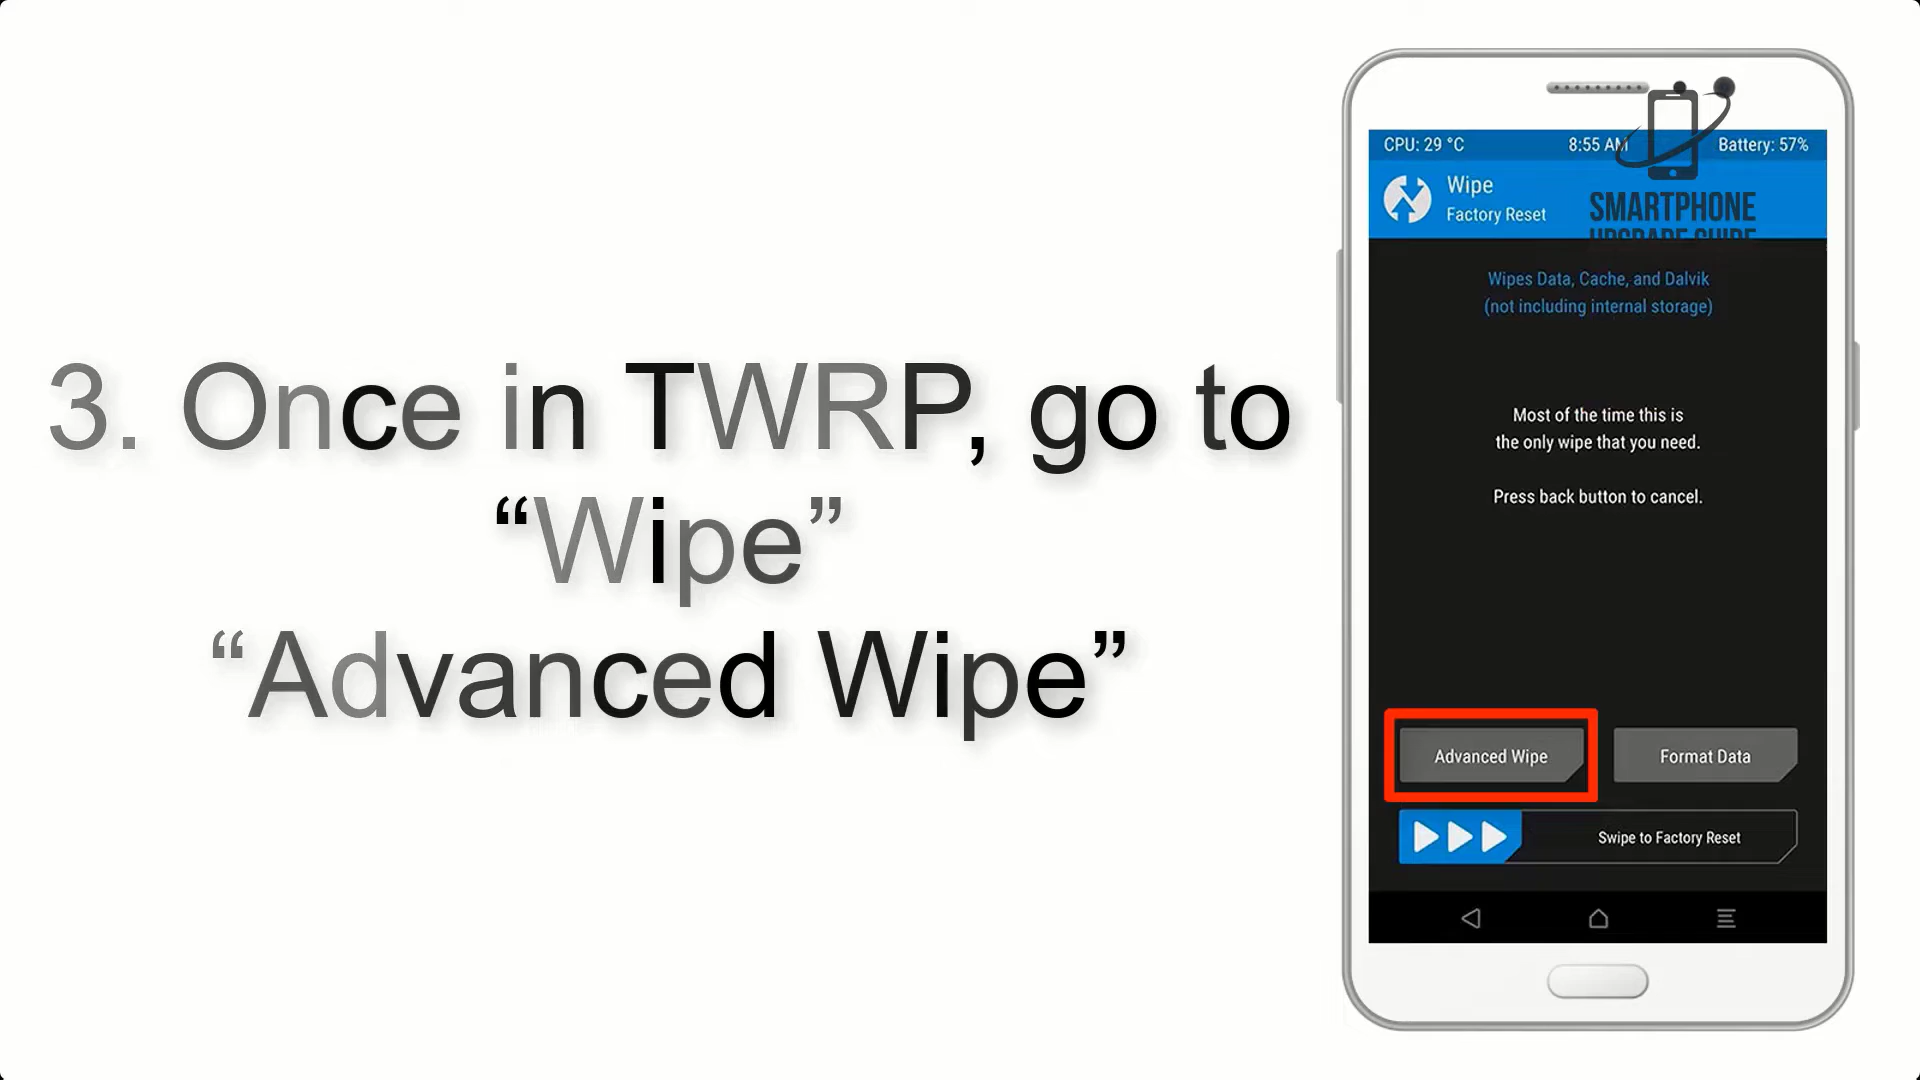 3. Once in TWRP, go to
“Wipe”
“Advanced Wipe”
CPU: 29 °C
8:55 AM
Battery: 57%
Wipe
Factory Reset
SMARTPHONE
UPGRADE GUIDE
Wipes Data, Cache, and Dalvik
(not including internal storage)
Most of the time this is
the only wipe that you need.
Press back button to cancel.
Advanced Wipe
Format Data
Swipe to Factory Reset